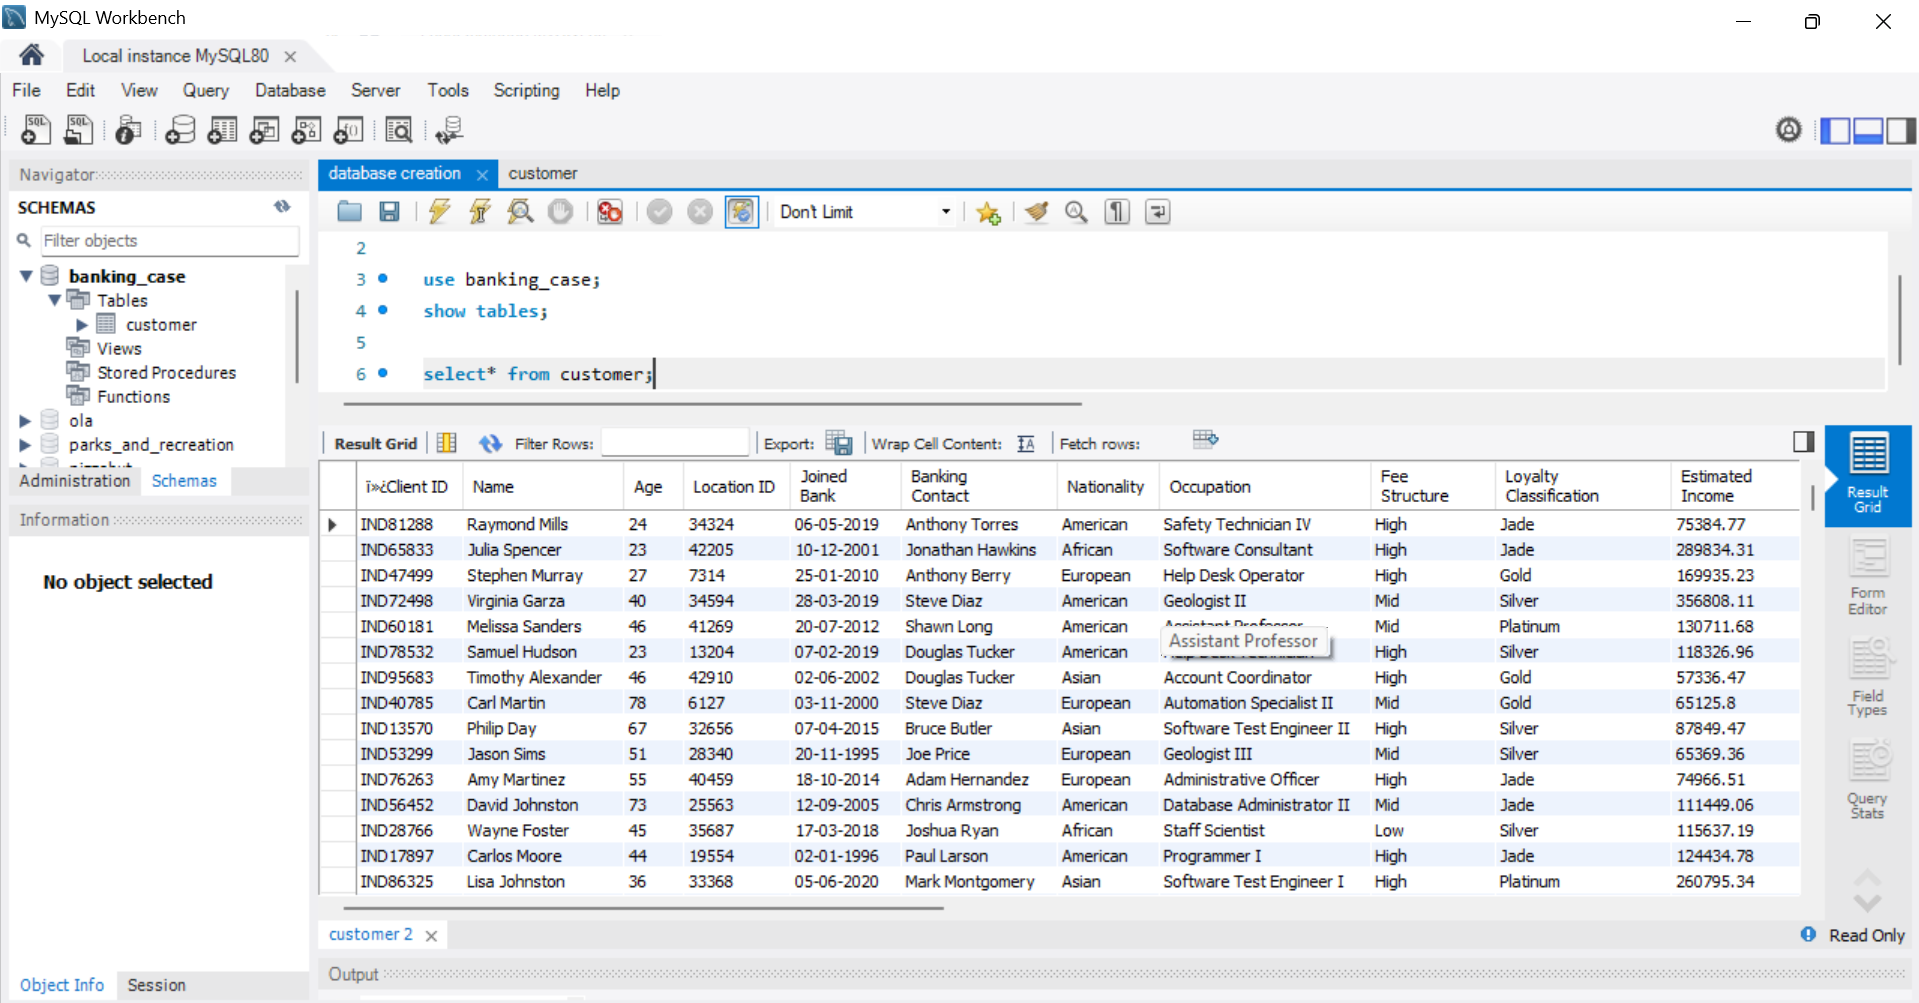 MySQL Workbench
Local instance MySQL80
File Edit View Query Database Server Tools Scripting Help
Navigator
SCHEMAS
Filter objects
banking_case
Tables
customer
Views
Stored Procedures
Functions
ola
parks_and_recreation
Administration Schemas
Information
No object selected
Object Info Session
database creation customer
Don't Limit
2
3 use banking_case;
4 show tables;
5
6 select* from customer;
Result Grid Filter Rows: Export: Wrap Cell Content: Fetch rows:
ï»¿Client ID Name Age Location ID Joined Bank Banking Contact Nationality Occupation Fee Structure Loyalty Classification Estimated Income
IND81288 Raymond Mills 24 34324 06-05-2019 Anthony Torres American Safety Technician IV High Jade 75384.77
IND65833 Julia Spencer 23 42205 10-12-2001 Jonathan Hawkins African Software Consultant High Jade 289834.31
IND47499 Stephen Murray 27 7314 25-01-2010 Anthony Berry European Help Desk Operator High Gold 169935.23
IND72498 Virginia Garza 40 34594 28-03-2019 Steve Diaz American Geologist II Mid Silver 356808.11
IND60181 Melissa Sanders 46 41269 20-07-2012 Shawn Long American Assistant Professor Mid Platinum 130711.68
Assistant Professor
IND78532 Samuel Hudson 23 13204 07-02-2019 Douglas Tucker American High Silver 118326.96
IND95683 Timothy Alexander 46 42910 02-06-2002 Douglas Tucker Asian Account Coordinator High Gold 57336.47
IND40785 Carl Martin 78 6127 03-11-2000 Steve Diaz European Automation Specialist II Mid Gold 65125.8
IND13570 Philip Day 67 32656 07-04-2015 Bruce Butler Asian Software Test Engineer II High Silver 87849.47
IND53299 Jason Sims 51 28340 20-11-1995 Joe Price European Geologist III Mid Silver 65369.36
IND76263 Amy Martinez 55 40459 18-10-2014 Adam Hernandez European Administrative Officer High Jade 74966.51
IND56452 David Johnston 73 25563 12-09-2005 Chris Armstrong American Database Administrator II Mid Jade 111449.06
IND28766 Wayne Foster 45 35687 17-03-2018 Joshua Ryan African Staff Scientist Low Silver 115637.19
IND17897 Carlos Moore 44 19554 02-01-1996 Paul Larson American Programmer I High Jade 124434.78
IND86325 Lisa Johnston 36 33368 05-06-2020 Mark Montgomery Asian Software Test Engineer I High Platinum 260795.34
Result
Grid
Form
Editor
Field
Types
Query
Stats
customer 2
Read Only
Output